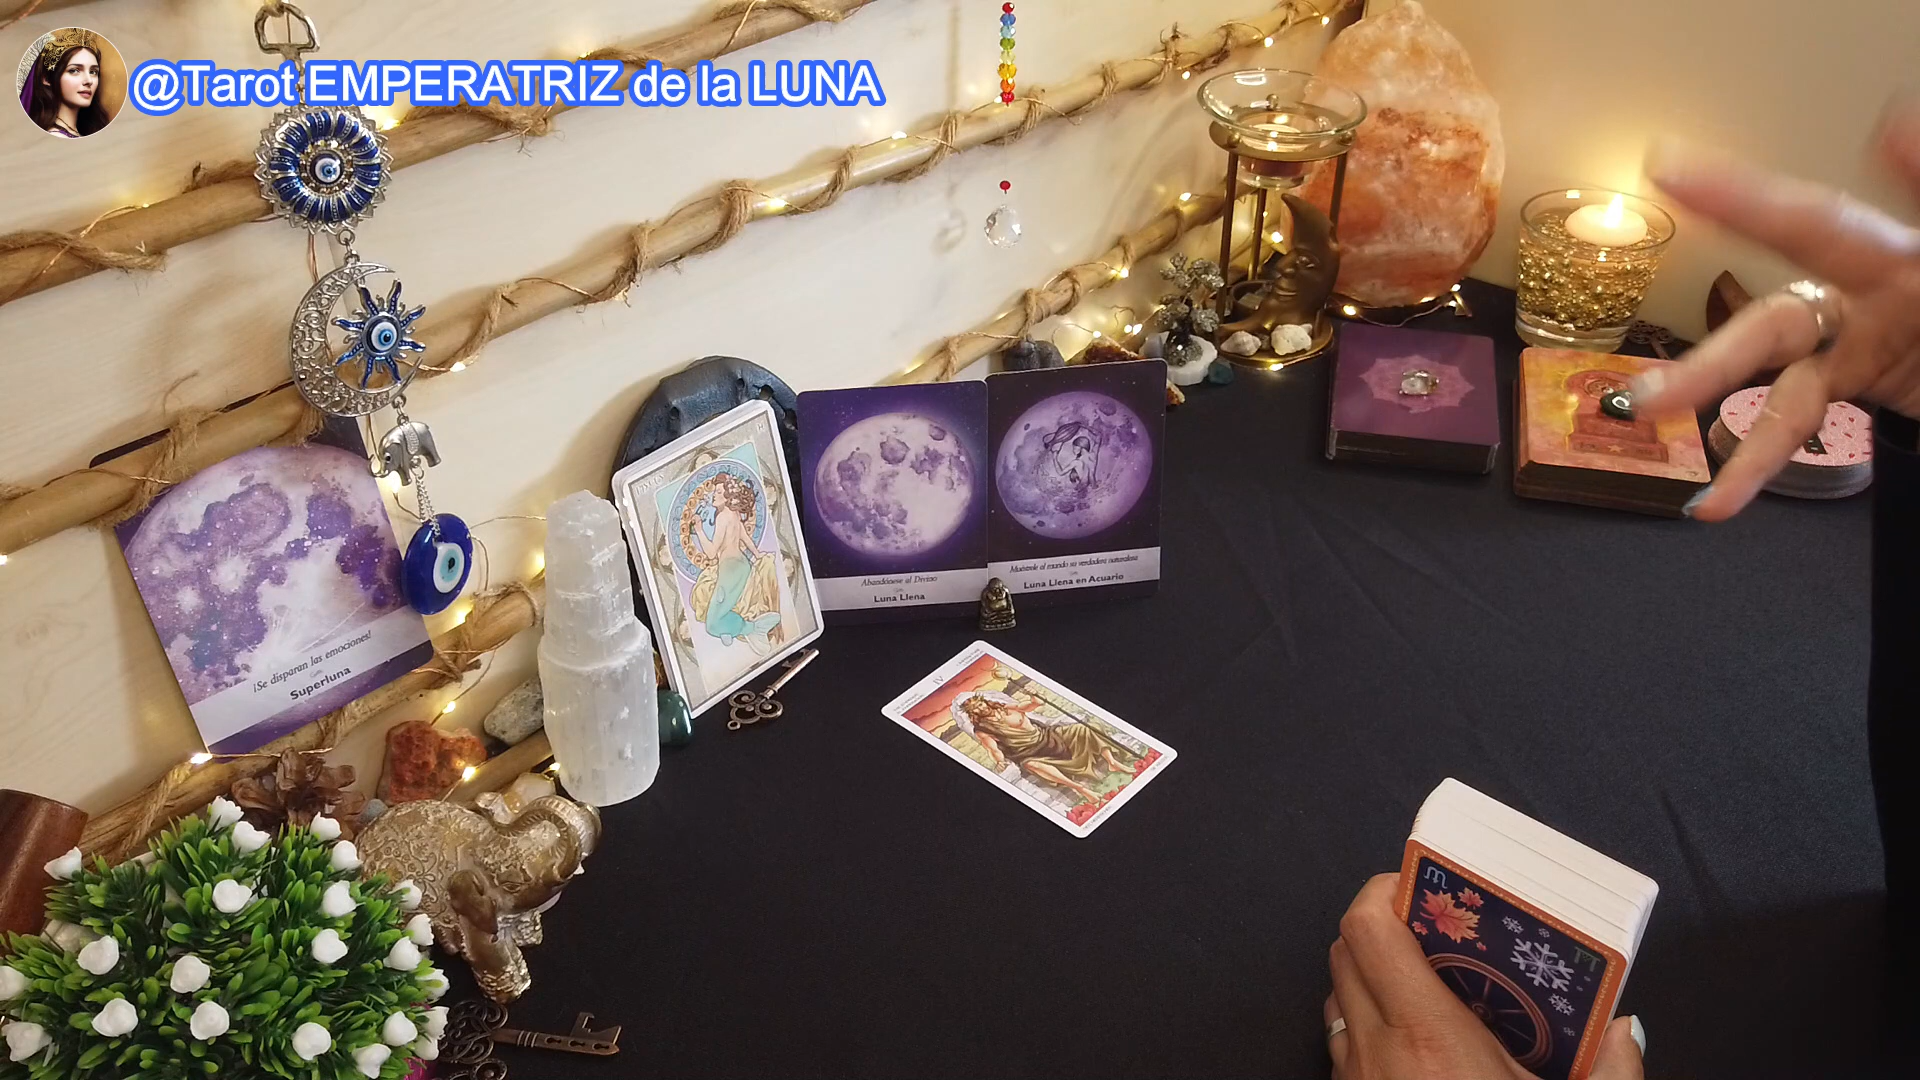 @Tarot EMPERATRIZ de la LUNA
¡Se disparan las emociones!
Superluna
Abandónese al Divino
Luna Llena
Muéstrele al mundo su verdadera naturaleza
Luna Llena en Acuario
IV